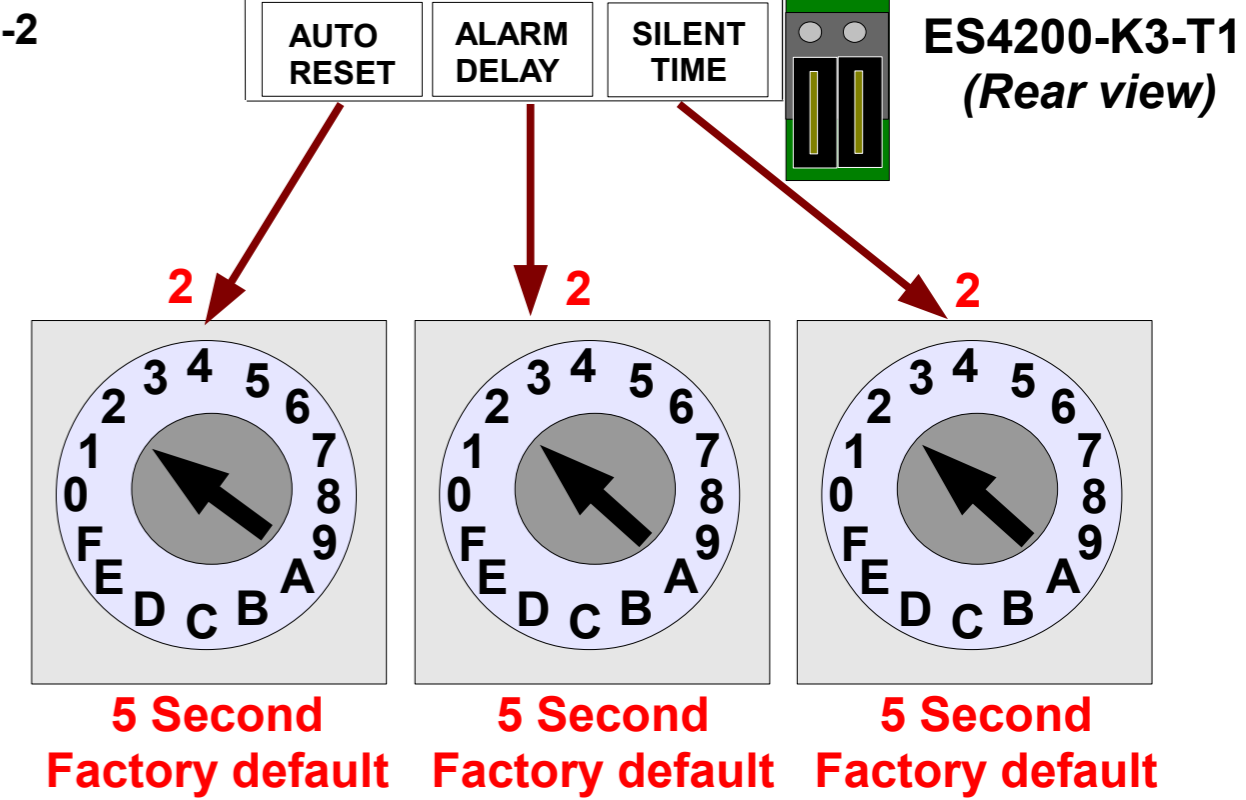 -2
AUTO
RESET
ALARM
DELAY
SILENT
TIME
ES4200-K3-T1
(Rear view)
2
2
2
0 1 2 3 4 5 6 7 8 9 A B C D E F
0 1 2 3 4 5 6 7 8 9 A B C D E F
0 1 2 3 4 5 6 7 8 9 A B C D E F
5 Second
Factory default
5 Second
Factory default
5 Second
Factory default